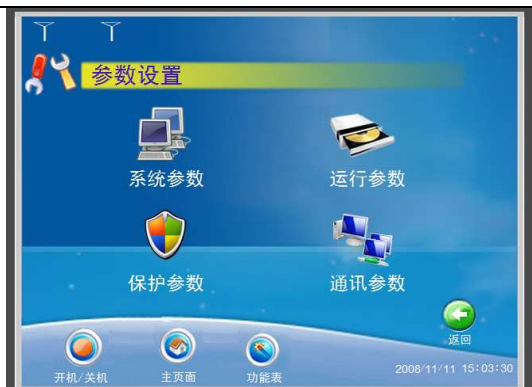 参数设置
系统参数
运行参数
保护参数
通讯参数
返回
开机/关机
主页面
功能表
2008/11/11 15:03:30